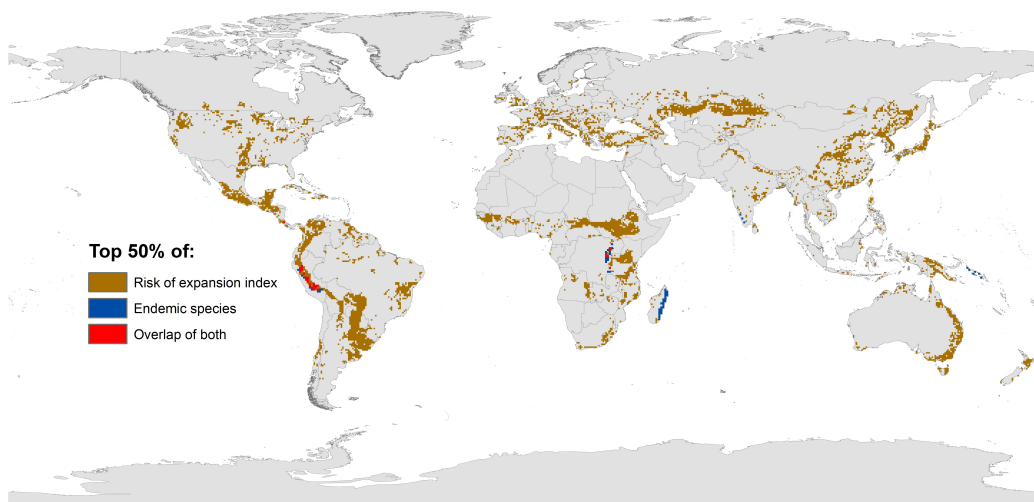 Top 50% of:
Risk of expansion index
Endemic species
Overlap of both